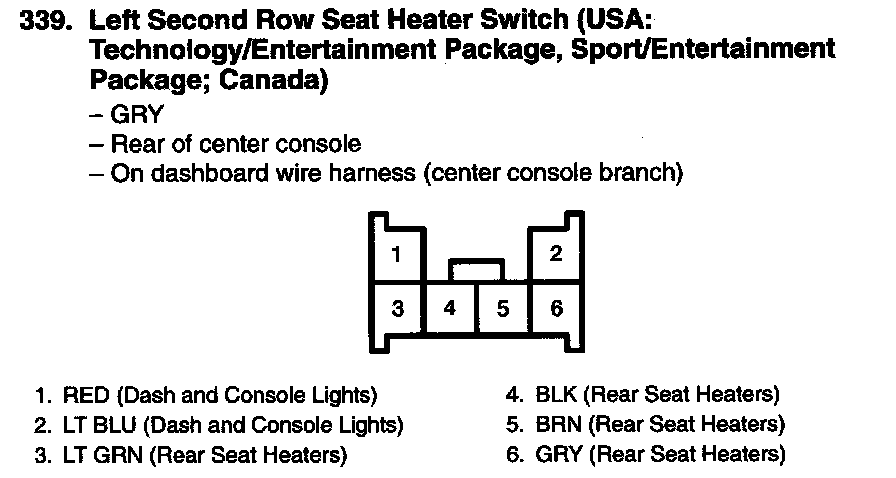 339. Left Second Row Seat Heater Switch (USA:
Technology/Entertainment Package, Sport/Entertainment
Package; Canada)
– GRY
– Rear of center console
– On dashboard wire harness (center console branch)
1 2
3 4 5 6
1. RED (Dash and Console Lights)
2. LT BLU (Dash and Console Lights)
3. LT GRN (Rear Seat Heaters)
4. BLK (Rear Seat Heaters)
5. BRN (Rear Seat Heaters)
6. GRY (Rear Seat Heaters)